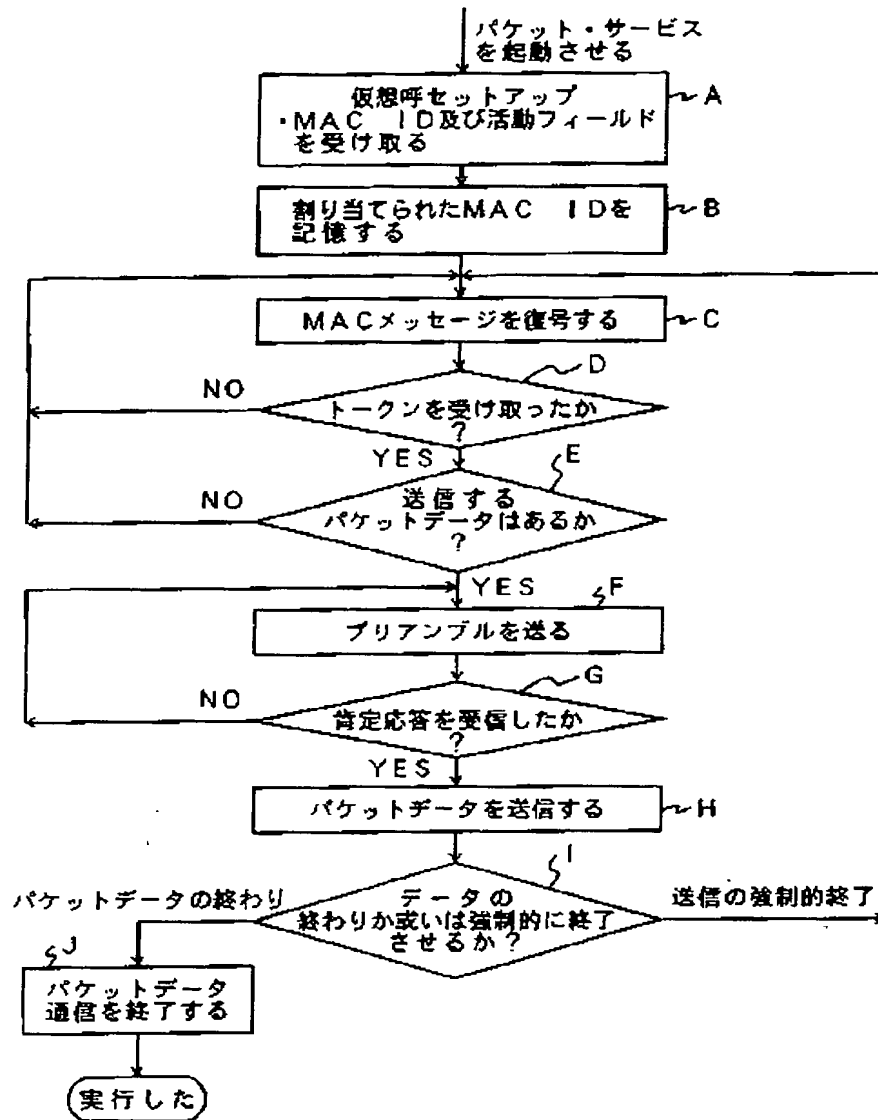 パケット・サービス
を起動させる
仮想呼セットアップ
・MAC ID及び活動フィールド
を受け取る
A
割り当てられたMAC IDを
記憶する
B
MACメッセージを復号する
C
D
NO
トークンを受け取ったか
?
YES
E
NO
送信する
パケットデータはあるか
?
YES
F
プリアンブルを送る
G
NO
肯定応答を受信したか
?
YES
パケットデータを送信する
H
I
パケットデータの終わり
データの
終わりか或いは強制的に終了
させるか?
送信の強制的終了
J
パケットデータ
通信を終了する
実行した